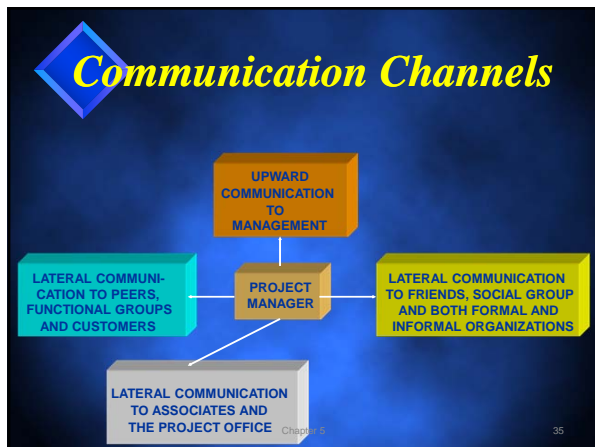 Communication Channels
UPWARD
COMMUNICATION
TO
MANAGEMENT
LATERAL COMMUNI-
CATION TO PEERS,
FUNCTIONAL GROUPS
AND CUSTOMERS
PROJECT
MANAGER
LATERAL COMMUNICATION
TO FRIENDS, SOCIAL GROUP
AND BOTH FORMAL AND
INFORMAL ORGANIZATIONS
LATERAL COMMUNICATION
TO ASSOCIATES AND
THE PROJECT OFFICE
Chapter 5
35